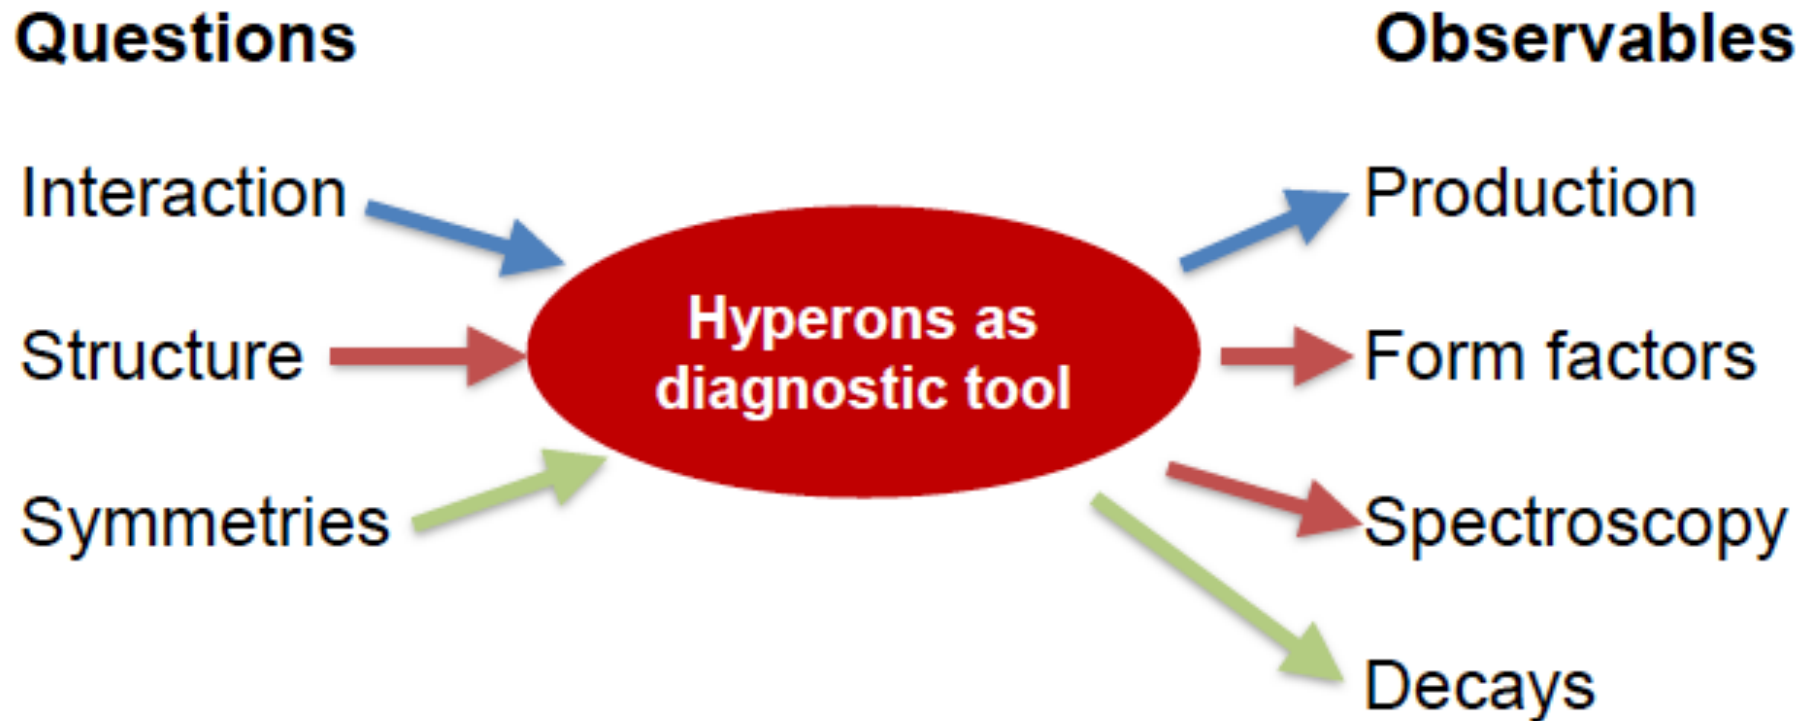 Questions
Observables
Interaction
Production
Hyperons as
diagnostic tool
Structure
Form factors
Symmetries
Spectroscopy
Decays